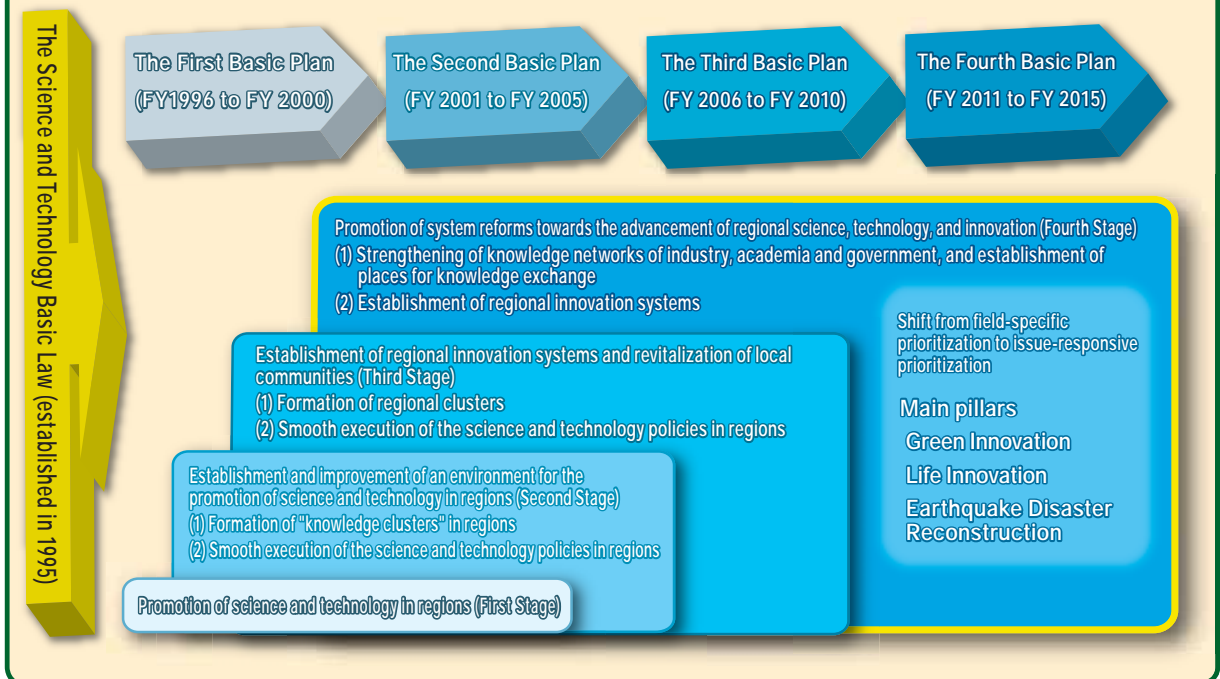 The Science and Technology Basic Law (established in 1995)
The First Basic Plan
(FY1996 to FY 2000)
The Second Basic Plan
(FY 2001 to FY 2005)
The Third Basic Plan
(FY 2006 to FY 2010)
The Fourth Basic Plan
(FY 2011 to FY 2015)
Promotion of system reforms towards the advancement of regional science, technology, and innovation (Fourth Stage)
(1) Strengthening of knowledge networks of industry, academia and government, and establishment of
places for knowledge exchange
(2) Establishment of regional innovation systems
Shift from field-specific
prioritization to issue-responsive
prioritization
Main pillars
Green Innovation
Life Innovation
Earthquake Disaster
Reconstruction
Establishment of regional innovation systems and revitalization of local
communities (Third Stage)
(1) Formation of regional clusters
(2) Smooth execution of the science and technology policies in regions
Establishment and improvement of an environment for the
promotion of science and technology in regions (Second Stage)
(1) Formation of "knowledge clusters" in regions
(2) Smooth execution of the science and technology policies in regions
Promotion of science and technology in regions (First Stage)